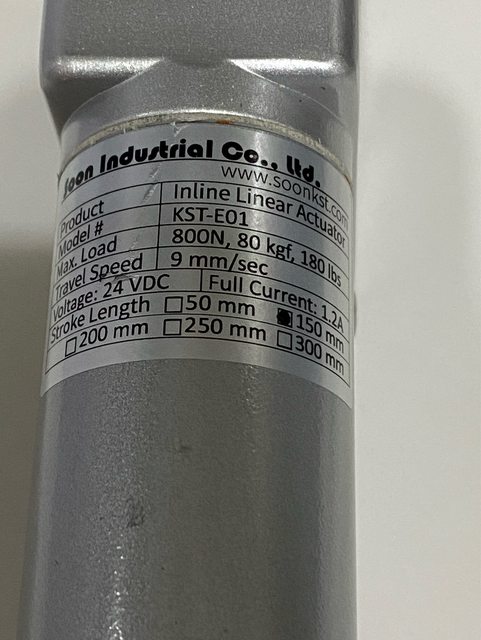 Soon Industrial Co., Ltd.
www.soonkst.com
Product Inline Linear Actuator
Model # KST-E01
Max. Load 800N, 80 kgf, 180 lbs
Travel Speed 9 mm/sec
Voltage: 24 VDC Full Current: 1.2A
Stroke Length ☐50 mm ☒150 mm
☐200 mm ☐250 mm ☐300 mm